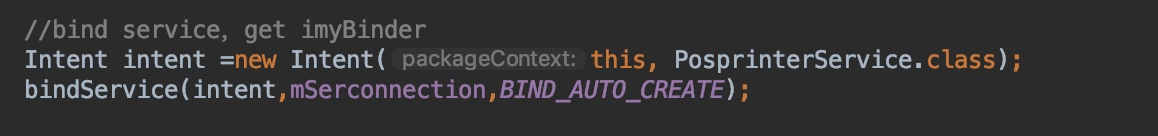 //bind service，get imyBinder
Intent intent =new Intent( packageContext: this, PosprinterService.class);
bindService(intent,mSerconnection,BIND_AUTO_CREATE);